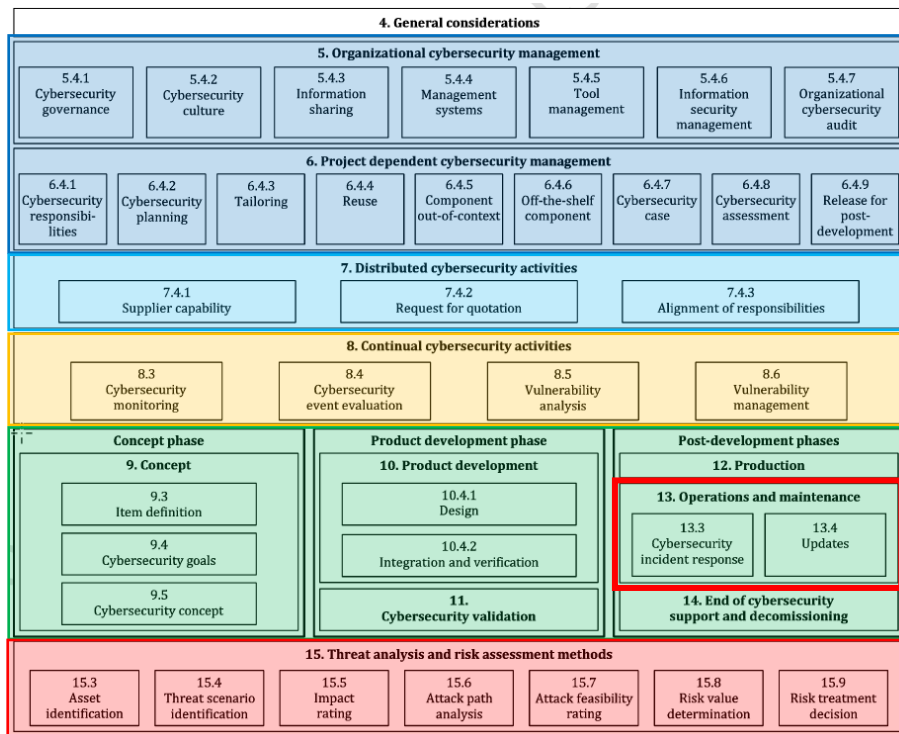 4. General considerations
5. Organizational cybersecurity management
5.4.1
Cybersecurity
governance
5.4.2
Cybersecurity
culture
5.4.3
Information
sharing
5.4.4
Management
systems
5.4.5
Tool
management
5.4.6
Information
security
management
5.4.7
Organizational
cybersecurity
audit
6. Project dependent cybersecurity management
6.4.1
Cybersecurity
responsibi-
lities
6.4.2
Cybersecurity
planning
6.4.3
Tailoring
6.4.4
Reuse
6.4.5
Component
out-of-context
6.4.6
Off-the-shelf
component
6.4.7
Cybersecurity
case
6.4.8
Cybersecurity
assessment
6.4.9
Release for
post-
development
7. Distributed cybersecurity activities
7.4.1
Supplier capability
7.4.2
Request for quotation
7.4.3
Alignment of responsibilities
8. Continual cybersecurity activities
8.3
Cybersecurity
monitoring
8.4
Cybersecurity
event evaluation
8.5
Vulnerability
analysis
8.6
Vulnerability
management
Concept phase
9. Concept
9.3
Item definition
9.4
Cybersecurity goals
9.5
Cybersecurity concept
Product development phase
10. Product development
10.4.1
Design
10.4.2
Integration and verification
11.
Cybersecurity validation
Post-development phases
12. Production
13. Operations and maintenance
13.3
Cybersecurity
incident response
13.4
Updates
14. End of cybersecurity
support and decomissioning
15. Threat analysis and risk assessment methods
15.3
Asset
identification
15.4
Threat scenario
identification
15.5
Impact
rating
15.6
Attack path
analysis
15.7
Attack feasibility
rating
15.8
Risk value
determination
15.9
Risk treatment
decision